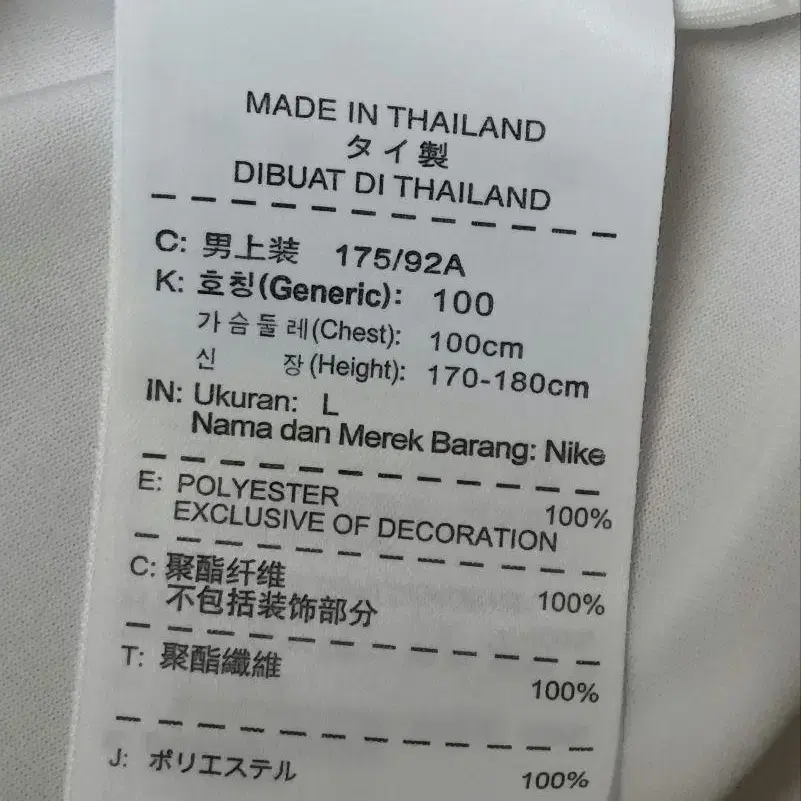 MADE IN THAILAND
タイ製
DIBUAT DI THAILAND
C: 男上装 175/92A
K: 호칭(Generic): 100
가슴둘레(Chest): 100cm
신 장(Height): 170-180cm
IN: Ukuran: L
Nama dan Merek Barang: Nike
E: POLYESTER 100%
EXCLUSIVE OF DECORATION
C: 聚酯纤维 100%
不包括装饰部分
T: 聚酯纖維 100%
J: ポリエステル 100%